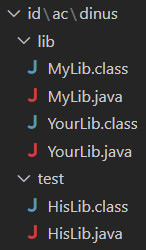 id\ac\dinus
lib
J MyLib.class
J MyLib.java
J YourLib.class
J YourLib.java
test
J HisLib.class
J HisLib.java